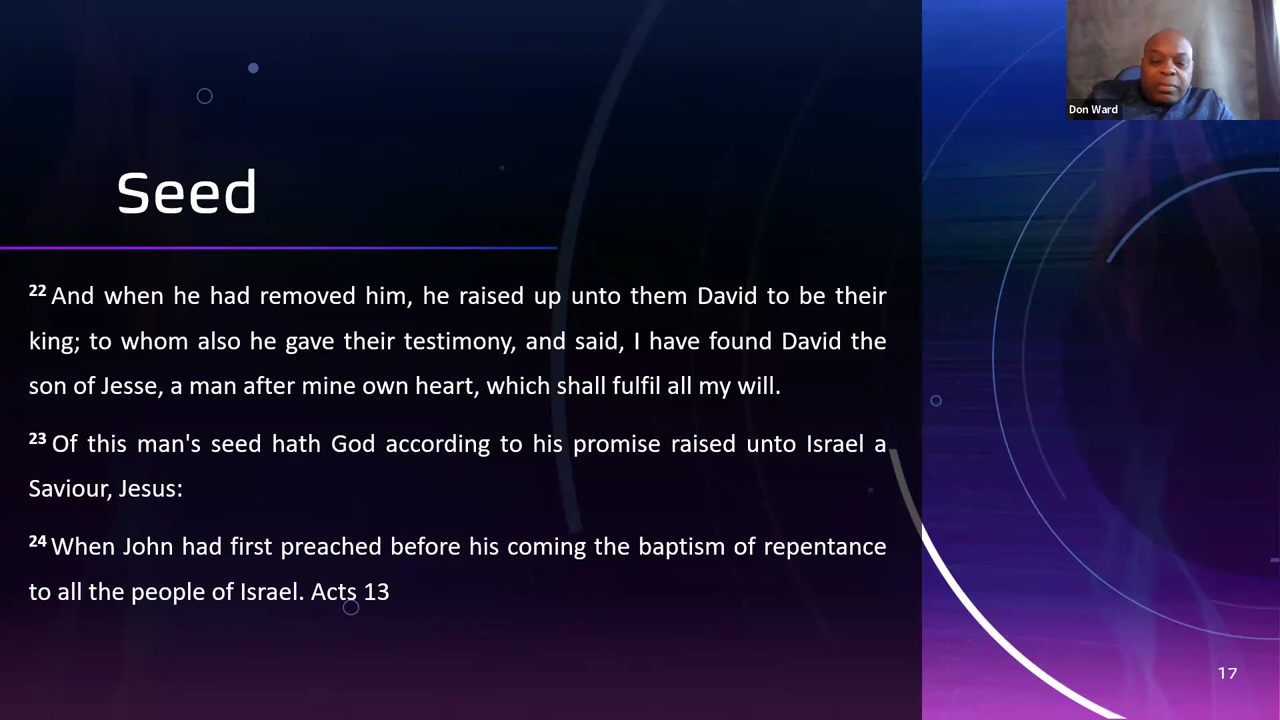 Don Ward
Seed
22 And when he had removed him, he raised up unto them David to be their
king; to whom also he gave their testimony, and said, I have found David the
son of Jesse, a man after mine own heart, which shall fulfil all my will.
23 Of this man's seed hath God according to his promise raised unto Israel a
Saviour, Jesus:
24 When John had first preached before his coming the baptism of repentance
to all the people of Israel. Acts 13
17